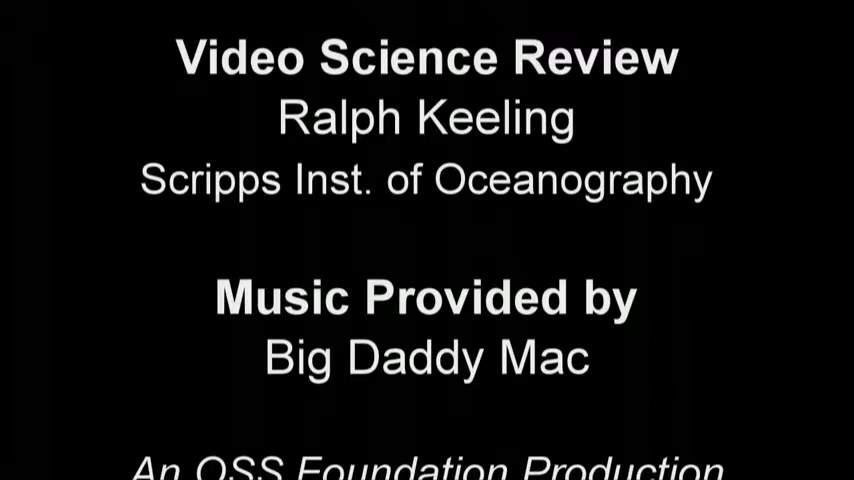 Video Science Review
Ralph Keeling
Scripps Inst. of Oceanography
Music Provided by
Big Daddy Mac
An OSS Foundation Production